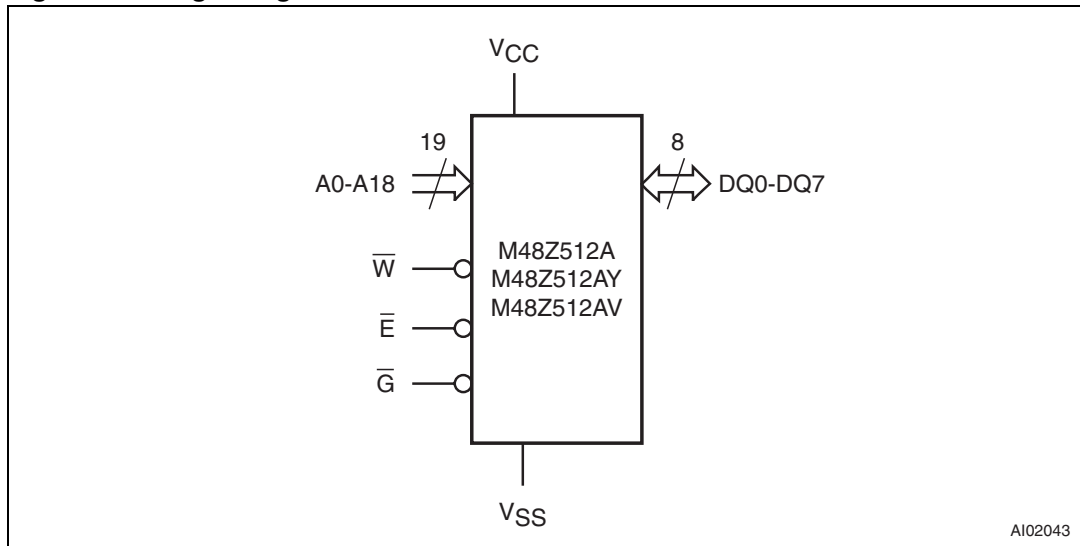 VCC
19
8
A0-A18
DQ0-DQ7
M48Z512A
M48Z512AY
M48Z512AV
W̅
E̅
G̅
VSS
AI02043